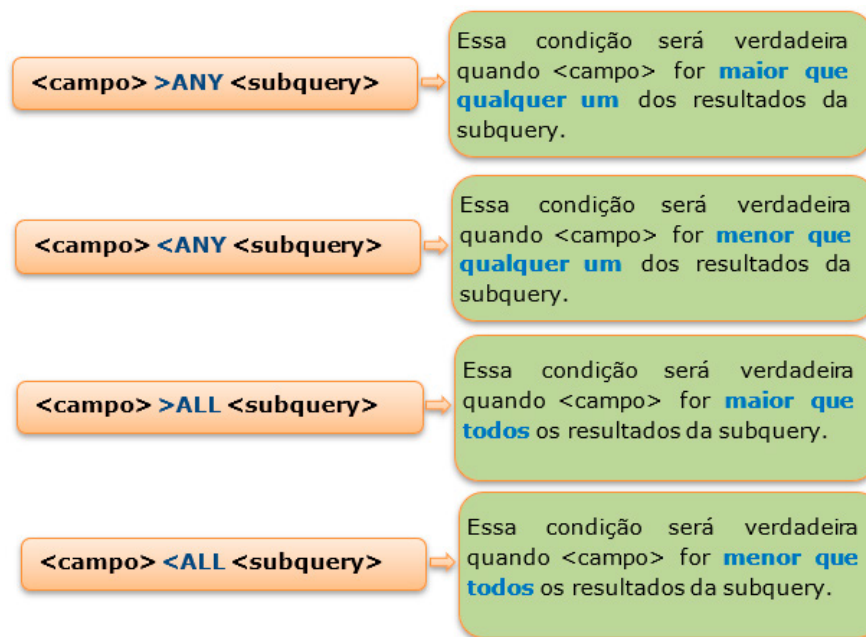 <campo> >ANY <subquery>
Essa condição será verdadeira
quando <campo> for maior que
qualquer um dos resultados da
subquery.
<campo> <ANY <subquery>
Essa condição será verdadeira
quando <campo> for menor que
qualquer um dos resultados da
subquery.
<campo> >ALL <subquery>
Essa condição será verdadeira
quando <campo> for maior que
todos os resultados da subquery.
<campo> <ALL <subquery>
Essa condição será verdadeira
quando <campo> for menor que
todos os resultados da subquery.